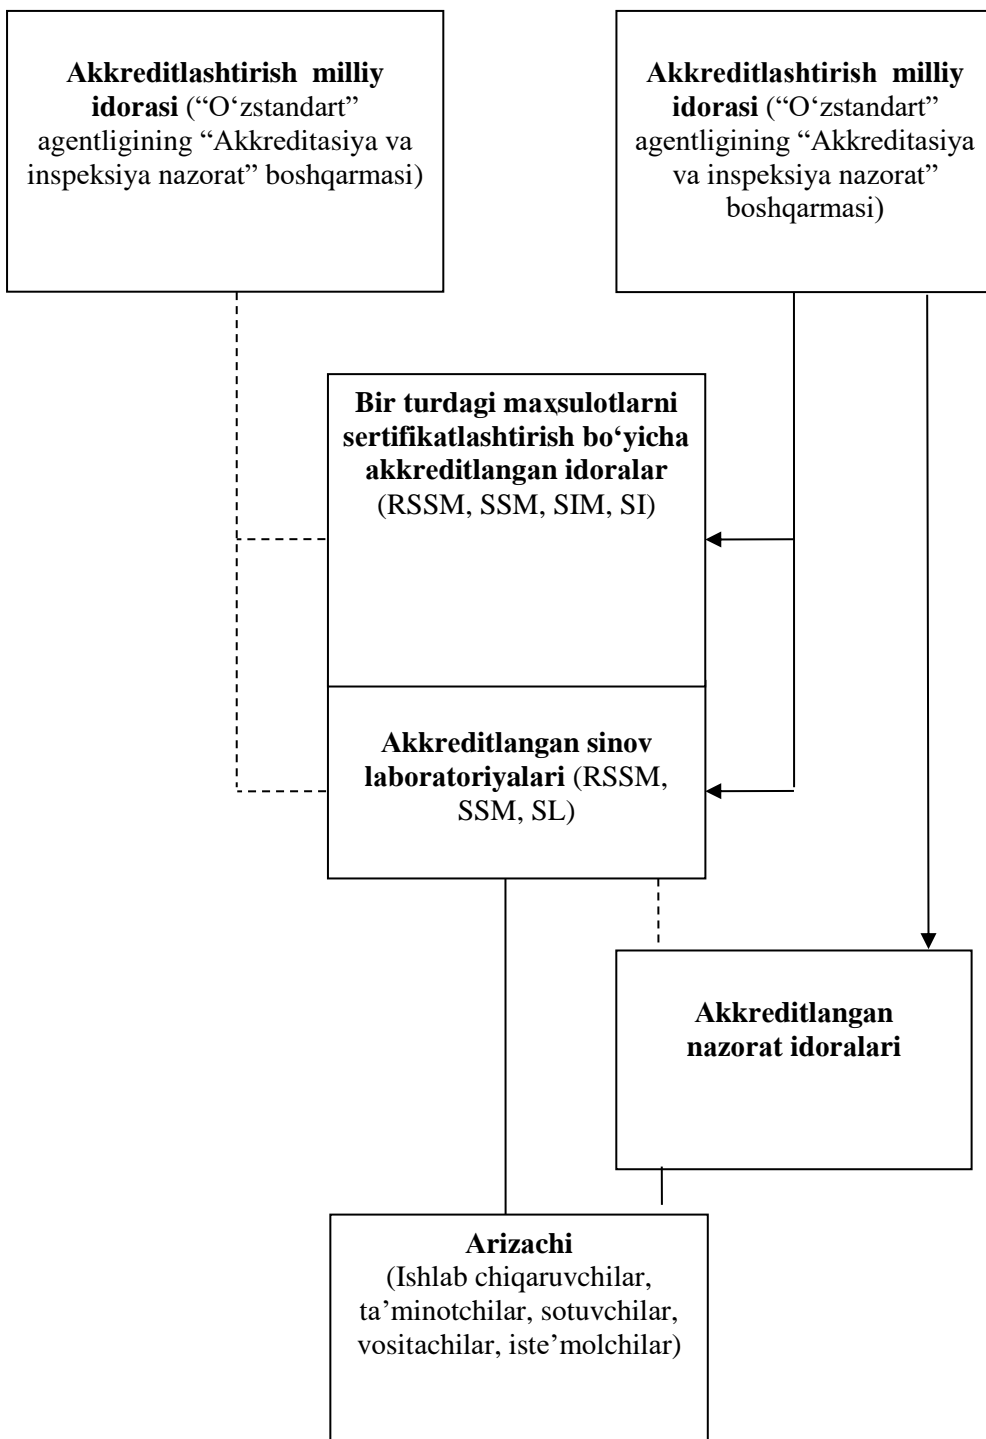 Akkreditlashtirish milliy
idorasi (“O‘zstandart”
agentligining “Akkreditasiya va
inspeksiya nazorat” boshqarmasi)
Akkreditlashtirish milliy
idorasi (“O‘zstandart”
agentligining “Akkreditasiya
va inspeksiya nazorat”
boshqarmasi)
Bir turdagi maxsulotlarni
sertifikatlashtirish bo‘yicha
akkreditlangan idoralar
(RSSM, SSM, SIM, SI)
Akkreditlangan sinov
laboratoriyalari (RSSM,
SSM, SL)
Akkreditlangan
nazorat idoralari
Arizachi
(Ishlab chiqaruvchilar,
ta’minotchilar, sotuvchilar,
vositachilar, iste’molchilar)